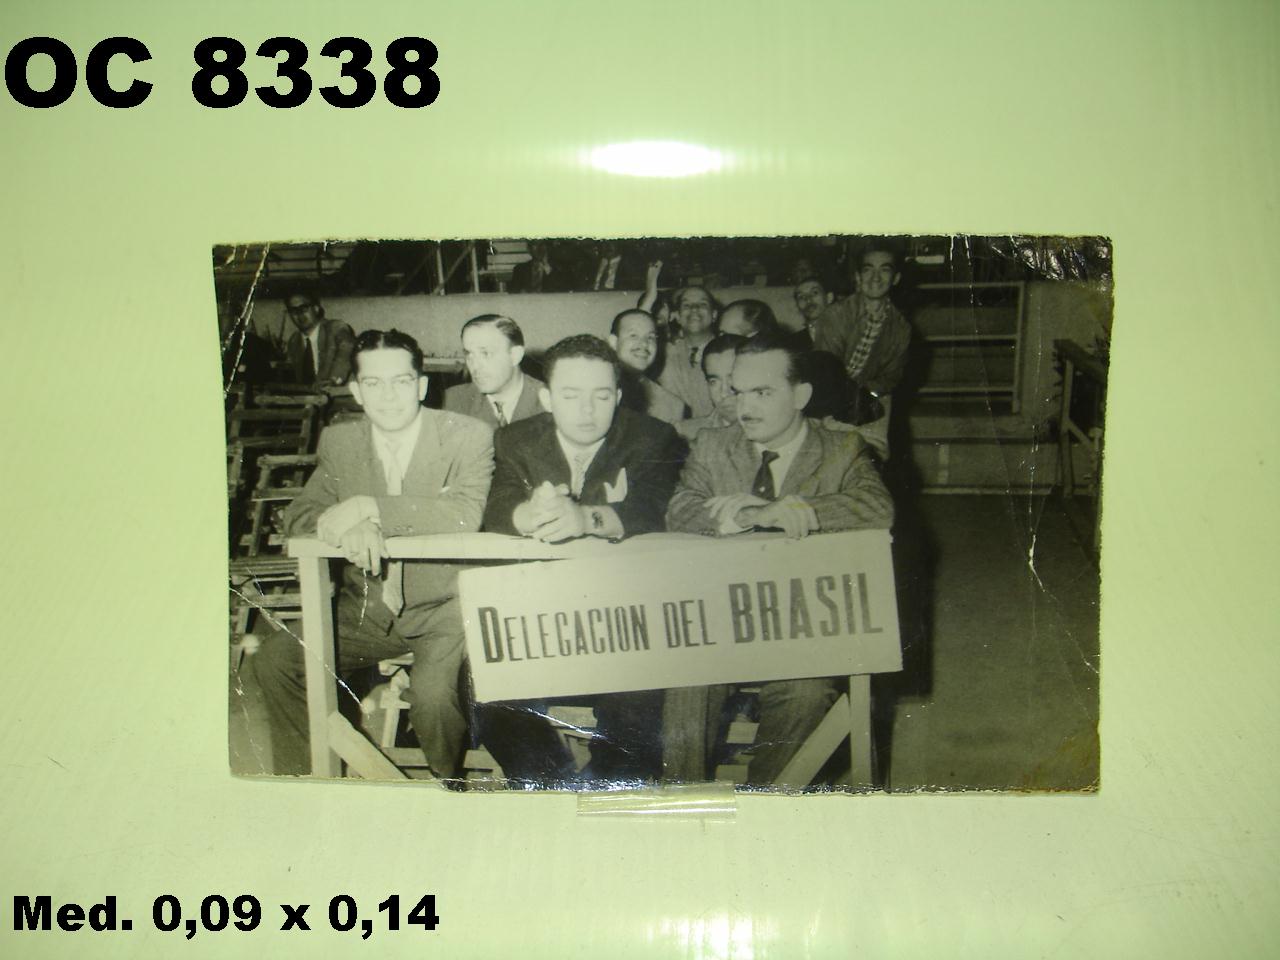 OC 8338
DELEGACION DEL BRASIL
Med. 0,09 x 0,14